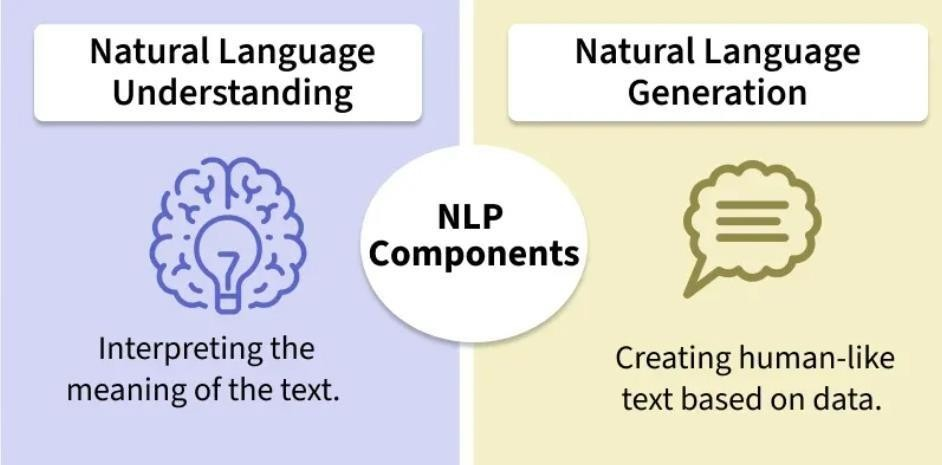 Natural Language
Understanding
Natural Language
Generation
NLP
Components
Interpreting the
meaning of the text.
Creating human-like
text based on data.